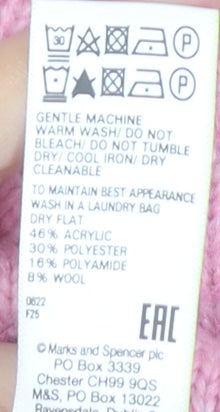 30 P
P
GENTLE MACHINE
WARM WASH/ DO NOT
BLEACH/ DO NOT TUMBLE
DRY/ COOL IRON/ DRY
CLEANABLE
TO MAINTAIN BEST APPEARANCE
WASH IN A LAUNDRY BAG
DRY FLAT
46% ACRYLIC
30% POLYESTER
16% POLYAMIDE
8% WOOL
0622
F25
EAC
© Marks and Spencer plc
PO Box 3339
Chester CH99 9QS
M&S, PO Box 13022